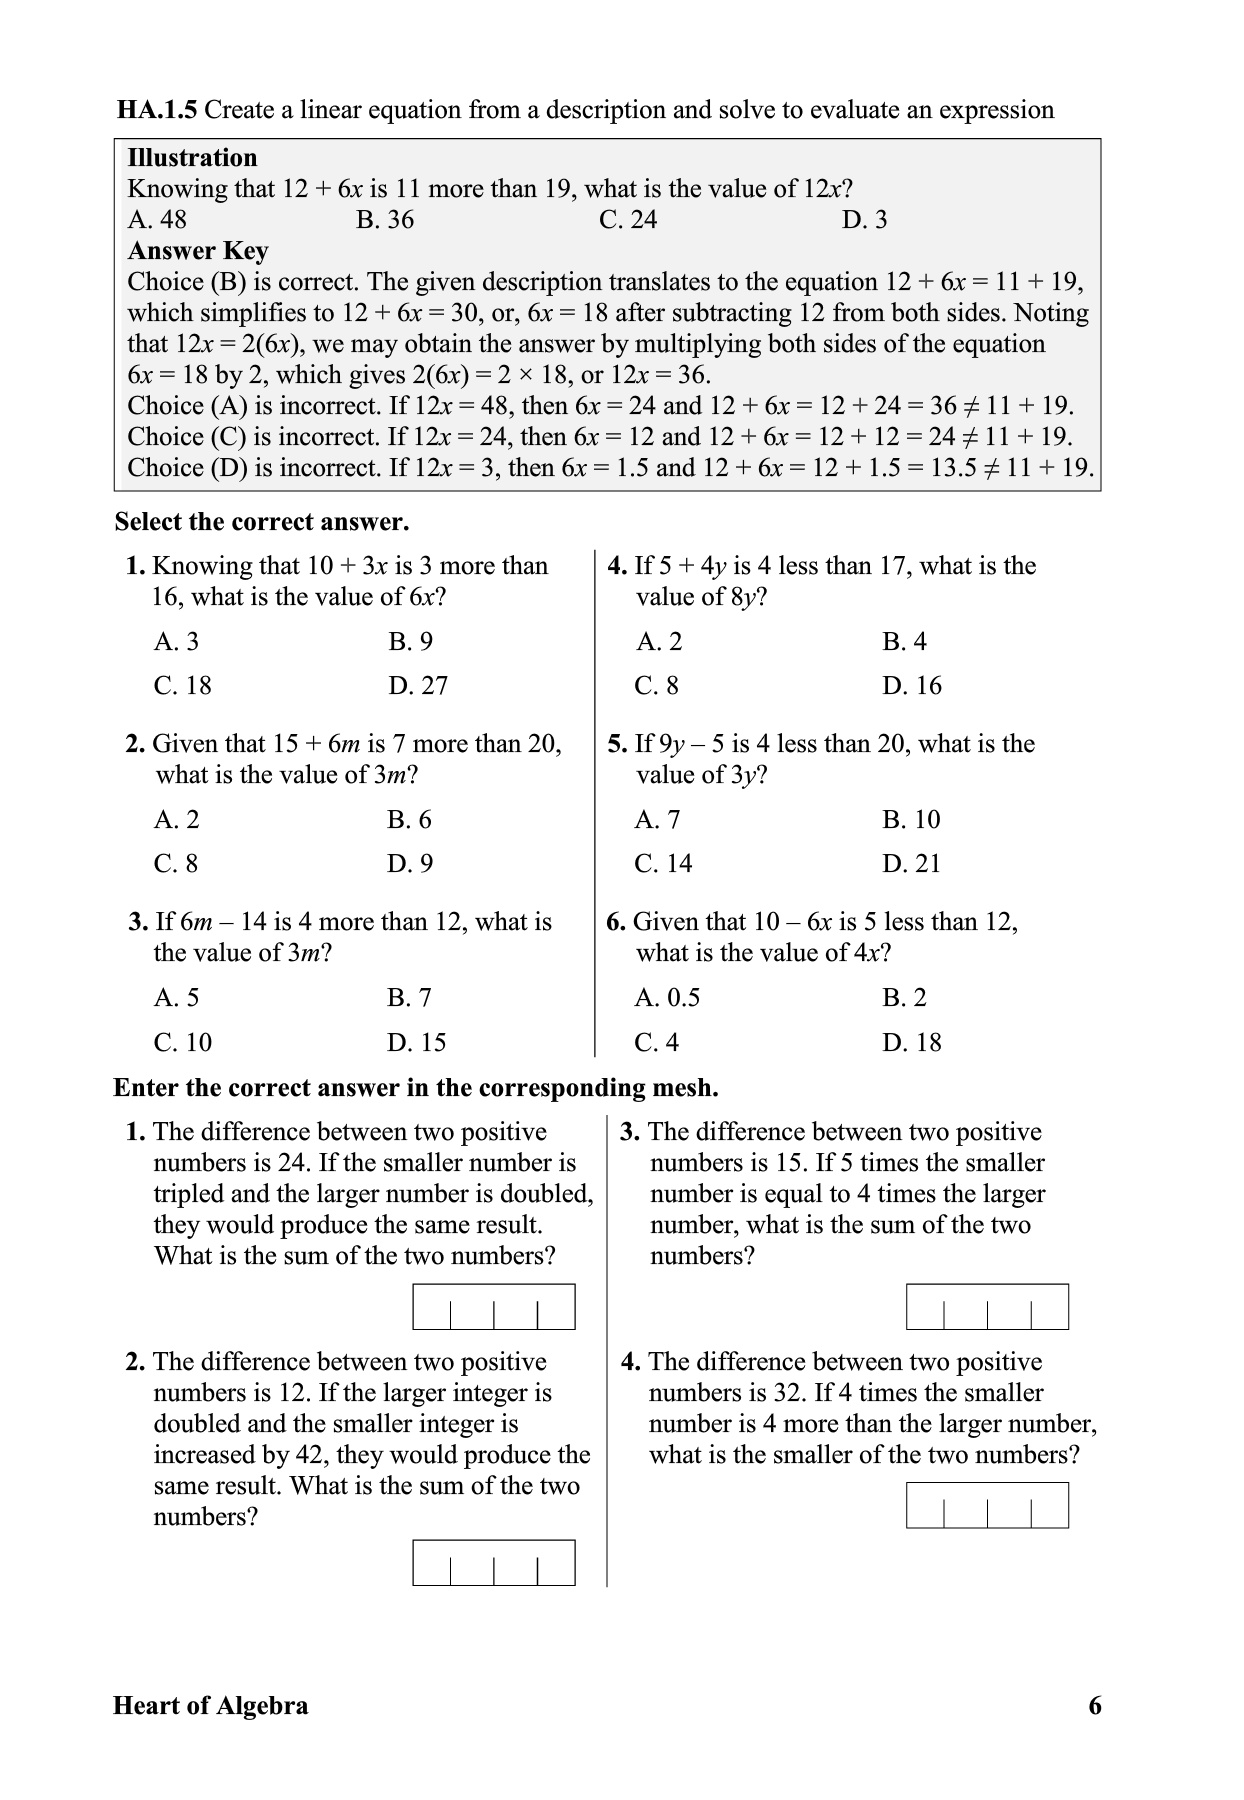 HA.1.5 Create a linear equation from a description and solve to evaluate an expression
Illustration
Knowing that 12 + 6x is 11 more than 19, what is the value of 12x?
A. 48 B. 36 C. 24 D. 3
Answer Key
Choice (B) is correct. The given description translates to the equation 12 + 6x = 11 + 19,
which simplifies to 12 + 6x = 30, or, 6x = 18 after subtracting 12 from both sides. Noting
that 12x = 2(6x), we may obtain the answer by multiplying both sides of the equation
6x = 18 by 2, which gives 2(6x) = 2 × 18, or 12x = 36.
Choice (A) is incorrect. If 12x = 48, then 6x = 24 and 12 + 6x = 12 + 24 = 36 ≠ 11 + 19.
Choice (C) is incorrect. If 12x = 24, then 6x = 12 and 12 + 6x = 12 + 12 = 24 ≠ 11 + 19.
Choice (D) is incorrect. If 12x = 3, then 6x = 1.5 and 12 + 6x = 12 + 1.5 = 13.5 ≠ 11 + 19.
Select the correct answer.
1. Knowing that 10 + 3x is 3 more than
16, what is the value of 6x?
A. 3 B. 9
C. 18 D. 27
2. Given that 15 + 6m is 7 more than 20,
what is the value of 3m?
A. 2 B. 6
C. 8 D. 9
3. If 6m – 14 is 4 more than 12, what is
the value of 3m?
A. 5 B. 7
C. 10 D. 15
4. If 5 + 4y is 4 less than 17, what is the
value of 8y?
A. 2 B. 4
C. 8 D. 16
5. If 9y – 5 is 4 less than 20, what is the
value of 3y?
A. 7 B. 10
C. 14 D. 21
6. Given that 10 – 6x is 5 less than 12,
what is the value of 4x?
A. 0.5 B. 2
C. 4 D. 18
Enter the correct answer in the corresponding mesh.
1. The difference between two positive
numbers is 24. If the smaller number is
tripled and the larger number is doubled,
they would produce the same result.
What is the sum of the two numbers?
2. The difference between two positive
numbers is 12. If the larger integer is
doubled and the smaller integer is
increased by 42, they would produce the
same result. What is the sum of the two
numbers?
3. The difference between two positive
numbers is 15. If 5 times the smaller
number is equal to 4 times the larger
number, what is the sum of the two
numbers?
4. The difference between two positive
numbers is 32. If 4 times the smaller
number is 4 more than the larger number,
what is the smaller of the two numbers?
Heart of Algebra 6